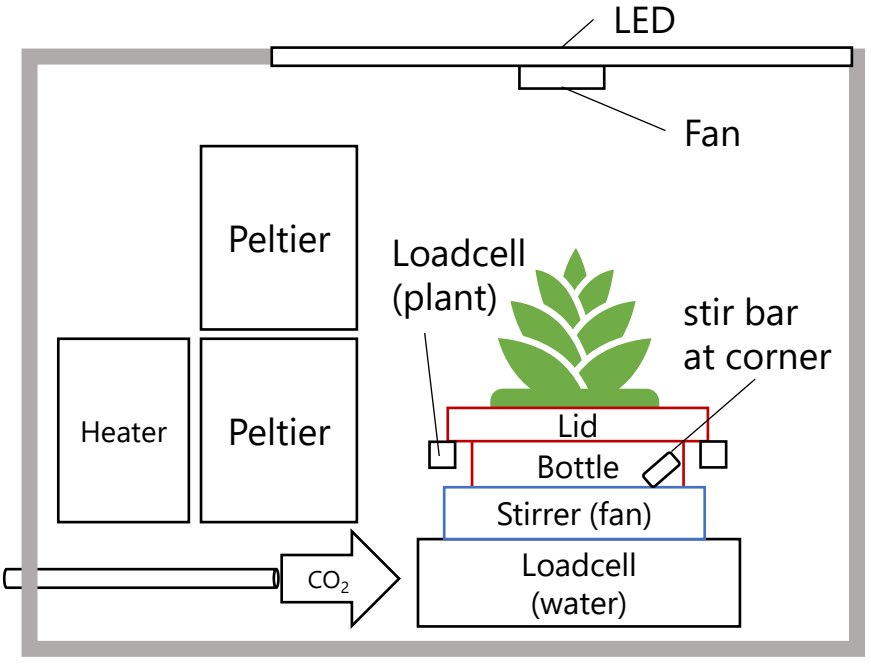 LED
Fan
Peltier
Loadcell
(plant)
stir bar
at corner
Heater
Peltier
Lid
Bottle
Stirrer (fan)
Loadcell
(water)
CO₂